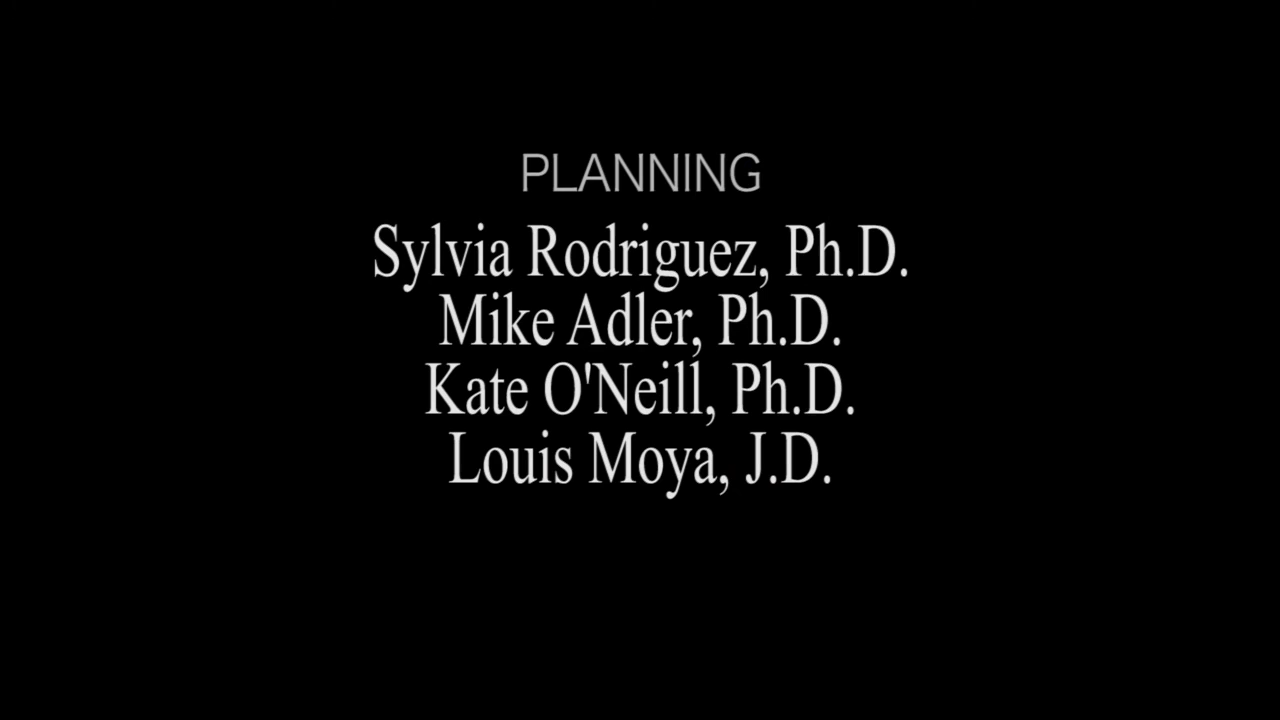 PLANNING
Sylvia Rodriguez, Ph.D.
Mike Adler, Ph.D.
Kate O'Neill, Ph.D.
Louis Moya, J.D.